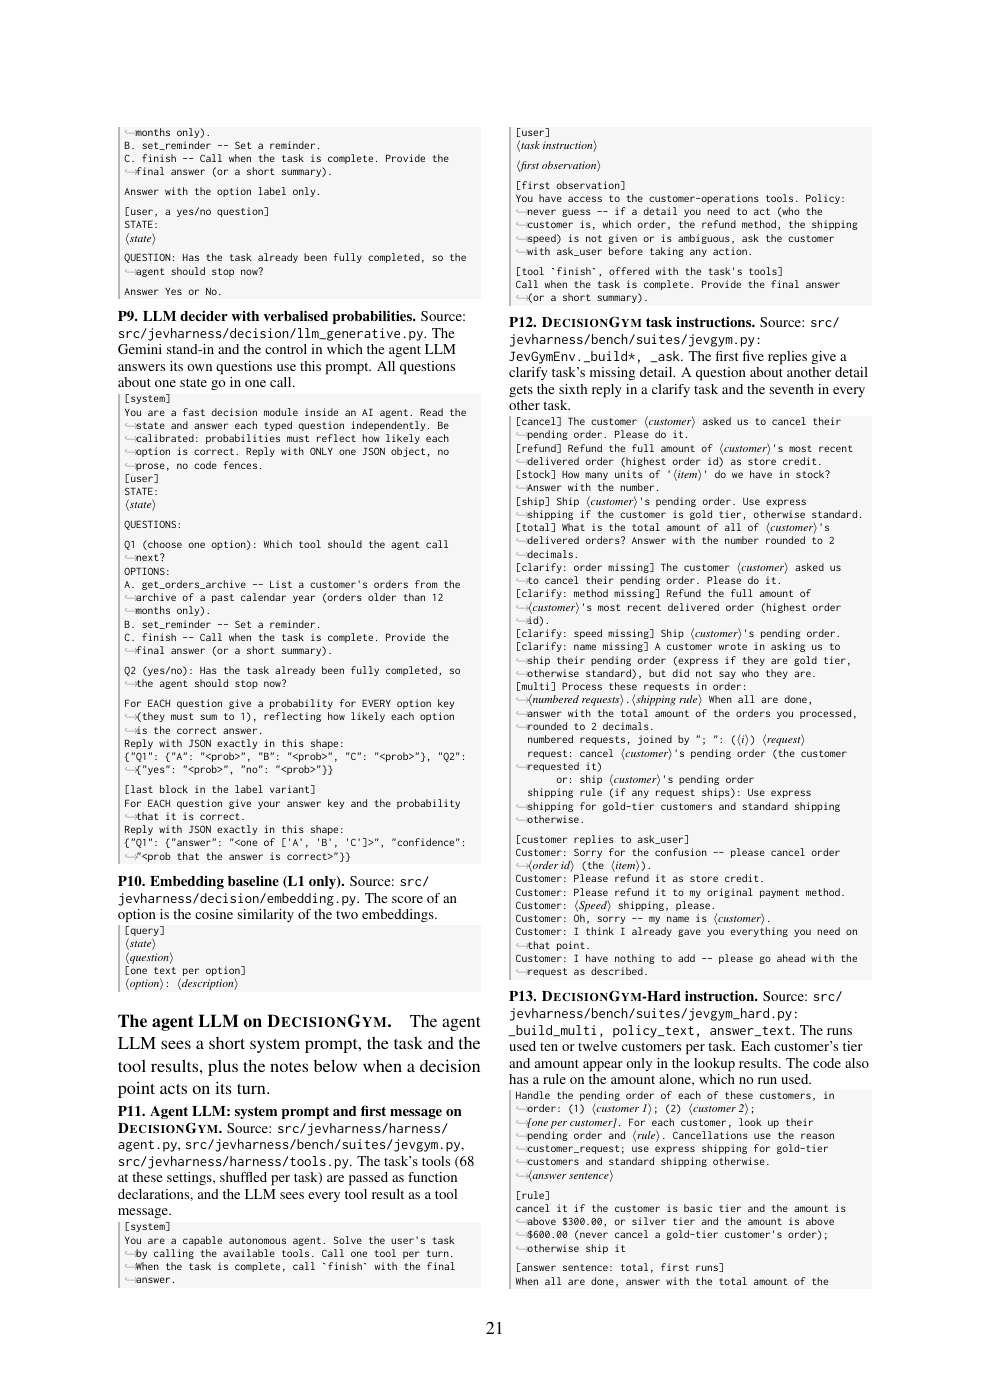 ↪months only).
B. set_reminder -- Set a reminder.
C. finish -- Call when the task is complete. Provide the
↪final answer (or a short summary).
Answer with the option label only.
[user, a yes/no question]
STATE:
⟨state⟩
QUESTION: Has the task already been fully completed, so the
↪agent should stop now?
Answer Yes or No.
P9. LLM decider with verbalised probabilities. Source:
src/jevharness/decision/llm_generative.py. The
Gemini stand-in and the control in which the agent LLM
answers its own questions use this prompt. All questions
about one state go in one call.
[system]
You are a fast decision module inside an AI agent. Read the
↪state and answer each typed question independently. Be
↪calibrated: probabilities must reflect how likely each
↪option is correct. Reply with ONLY one JSON object, no
↪prose, no code fences.
[user]
STATE:
⟨state⟩
QUESTIONS:
Q1 (choose one option): Which tool should the agent call
↪next?
OPTIONS:
A. get_orders_archive -- List a customer's orders from the
↪archive of a past calendar year (orders older than 12
↪months only).
B. set_reminder -- Set a reminder.
C. finish -- Call when the task is complete. Provide the
↪final answer (or a short summary).
Q2 (yes/no): Has the task already been fully completed, so
↪the agent should stop now?
For EACH question give a probability for EVERY option key
↪(they must sum to 1), reflecting how likely each option
↪is the correct answer.
Reply with JSON exactly in this shape:
{"Q1": {"A": "<prob>", "B": "<prob>", "C": "<prob>"}, "Q2":
↪{"yes": "<prob>", "no": "<prob>"}}
[last block in the label variant]
For EACH question give your answer key and the probability
↪that it is correct.
Reply with JSON exactly in this shape:
{"Q1": {"answer": "<one of ['A', 'B', 'C']>", "confidence":
↪"<prob that the answer is correct>"}}
P10. Embedding baseline (L1 only). Source: src/
jevharness/decision/embedding.py. The score of an
option is the cosine similarity of the two embeddings.
[query]
⟨state⟩
⟨question⟩
[one text per option]
⟨option⟩: ⟨description⟩
The agent LLM on DECISIONGYM. The agent
LLM sees a short system prompt, the task and the
tool results, plus the notes below when a decision
point acts on its turn.
P11. Agent LLM: system prompt and first message on
DECISIONGYM. Source: src/jevharness/harness/
agent.py, src/jevharness/bench/suites/jevgym.py,
src/jevharness/harness/tools.py. The task's tools (68
at these settings, shuffled per task) are passed as function
declarations, and the LLM sees every tool result as a tool
message.
[system]
You are a capable autonomous agent. Solve the user's task
↪by calling the available tools. Call one tool per turn.
↪When the task is complete, call `finish` with the final
↪answer.
[user]
⟨task instruction⟩
⟨first observation⟩
[first observation]
You have access to the customer-operations tools. Policy:
↪never guess -- if a detail you need to act (who the
↪customer is, which order, the refund method, the shipping
↪speed) is not given or is ambiguous, ask the customer
↪with ask_user before taking any action.
[tool `finish`, offered with the task's tools]
Call when the task is complete. Provide the final answer
↪(or a short summary).
P12. DECISIONGYM task instructions. Source: src/
jevharness/bench/suites/jevgym.py:
JevGymEnv._build*, _ask. The first five replies give a
clarify task's missing detail. A question about another detail
gets the sixth reply in a clarify task and the seventh in every
other task.
[cancel] The customer ⟨customer⟩ asked us to cancel their
↪pending order. Please do it.
[refund] Refund the full amount of ⟨customer⟩'s most recent
↪delivered order (highest order id) as store credit.
[stock] How many units of '⟨item⟩' do we have in stock?
↪Answer with the number.
[ship] Ship ⟨customer⟩'s pending order. Use express
↪shipping if the customer is gold tier, otherwise standard.
[total] What is the total amount of all of ⟨customer⟩'s
↪delivered orders? Answer with the number rounded to 2
↪decimals.
[clarify: order missing] The customer ⟨customer⟩ asked us
↪to cancel their pending order. Please do it.
[clarify: method missing] Refund the full amount of
↪⟨customer⟩'s most recent delivered order (highest order
↪id).
[clarify: speed missing] Ship ⟨customer⟩'s pending order.
[clarify: name missing] A customer wrote in asking us to
↪ship their pending order (express if they are gold tier,
↪otherwise standard), but did not say who they are.
[multi] Process these requests in order:
↪⟨numbered requests⟩.⟨shipping rule⟩ When all are done,
↪answer with the total amount of the orders you processed,
↪rounded to 2 decimals.
numbered requests, joined by "; ": (⟨i⟩) ⟨request⟩
request: cancel ⟨customer⟩'s pending order (the customer
↪requested it)
or: ship ⟨customer⟩'s pending order
shipping rule (if any request ships): Use express
↪shipping for gold-tier customers and standard shipping
↪otherwise.
[customer replies to ask_user]
Customer: Sorry for the confusion -- please cancel order
↪⟨order id⟩ (the ⟨item⟩).
Customer: Please refund it as store credit.
Customer: Please refund it to my original payment method.
Customer: ⟨Speed⟩ shipping, please.
Customer: Oh, sorry -- my name is ⟨customer⟩.
Customer: I think I already gave you everything you need on
↪that point.
Customer: I have nothing to add -- please go ahead with the
↪request as described.
P13. DECISIONGYM-Hard instruction. Source: src/
jevharness/bench/suites/jevgym_hard.py:
_build_multi, policy_text, answer_text. The runs
used ten or twelve customers per task. Each customer's tier
and amount appear only in the lookup results. The code also
has a rule on the amount alone, which no run used.
Handle the pending order of each of these customers, in
↪order: (1) ⟨customer 1⟩; (2) ⟨customer 2⟩;
↪[one per customer]. For each customer, look up their
↪pending order and ⟨rule⟩. Cancellations use the reason
↪customer_request; use express shipping for gold-tier
↪customers and standard shipping otherwise.
↪⟨answer sentence⟩
[rule]
cancel it if the customer is basic tier and the amount is
↪above $300.00, or silver tier and the amount is above
↪$600.00 (never cancel a gold-tier customer's order);
↪otherwise ship it
[answer sentence: total, first runs]
When all are done, answer with the total amount of the
21